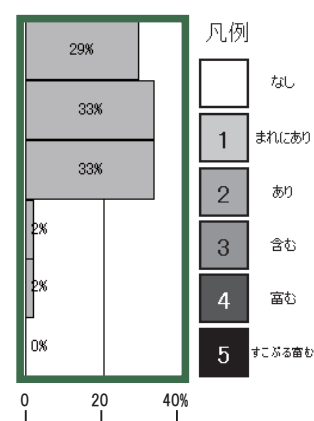 凡例
29%
なし
33%
1 まれにあり
33%
2 あり
2%
3 含む
2%
4 富む
0%
5 すこぶる富む
0 20 40%